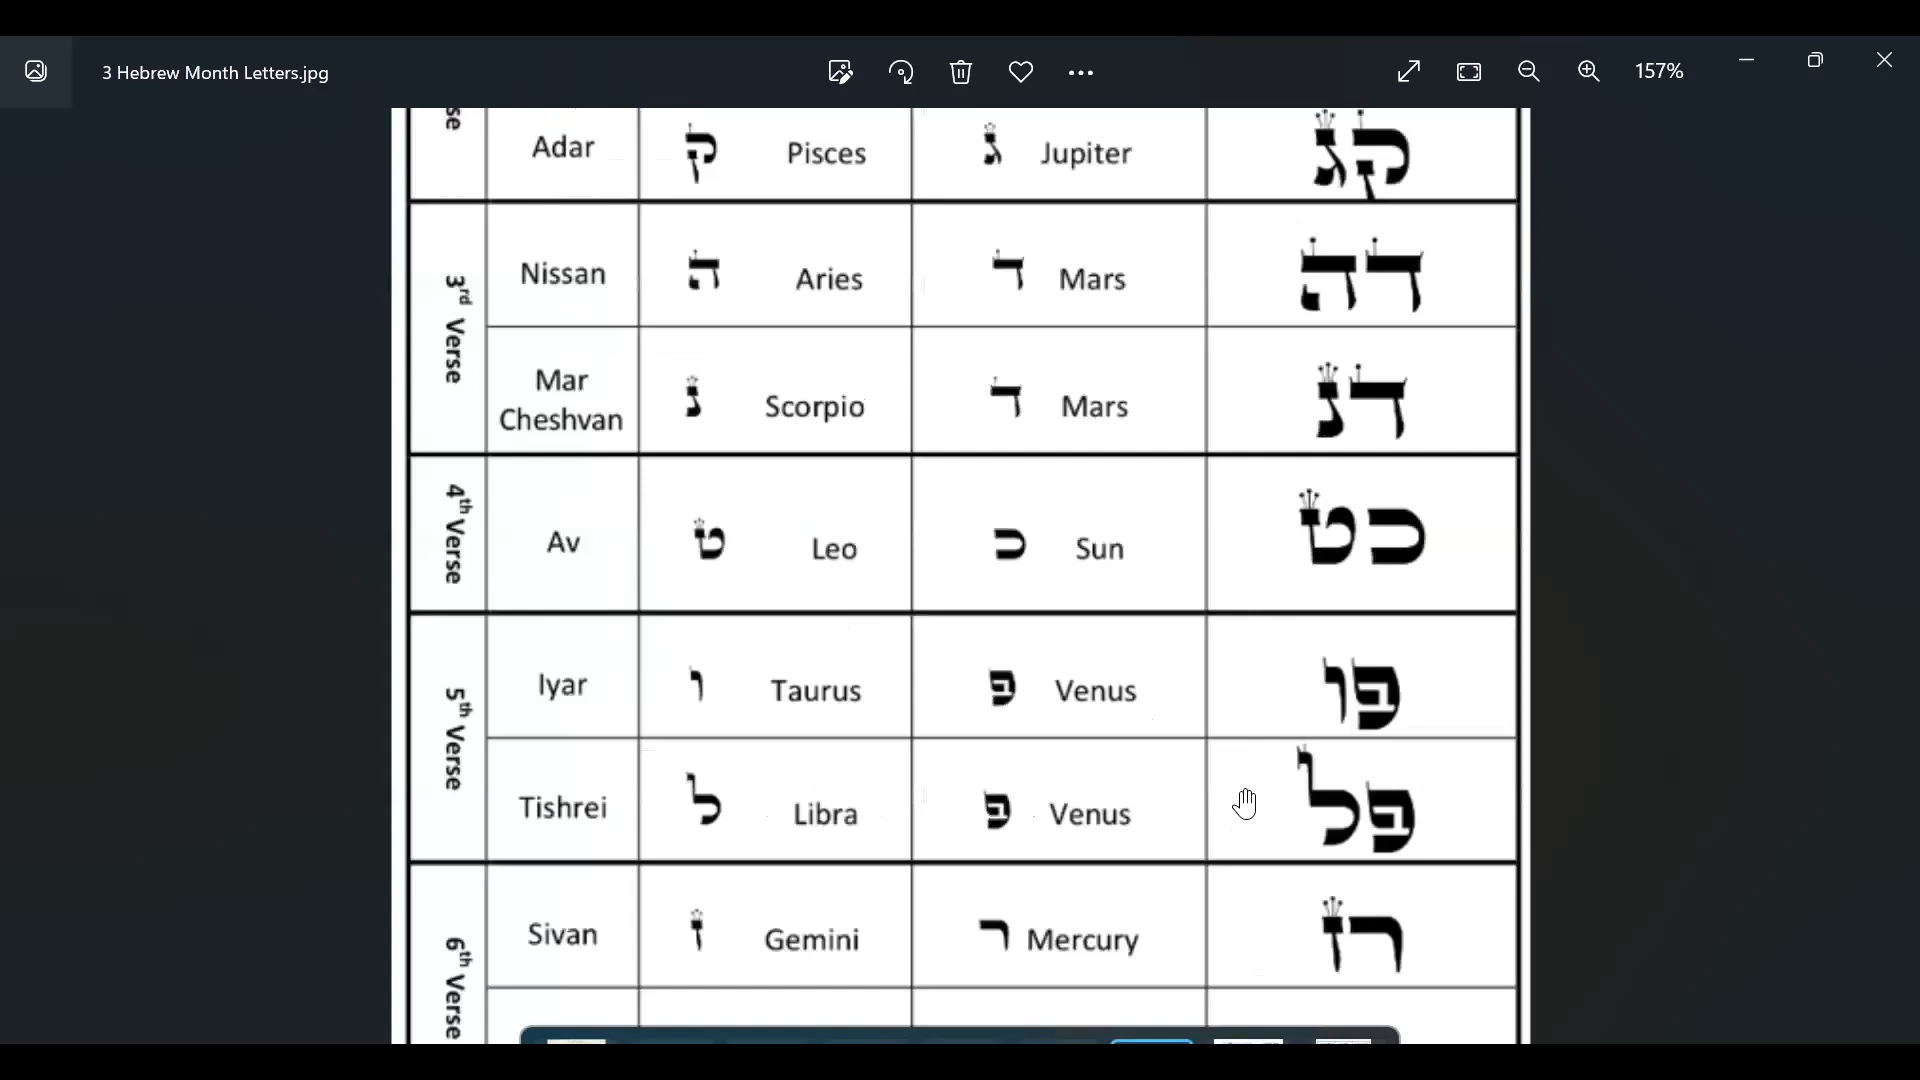 3 Hebrew Month Letters.jpg
157%
se
Adar ק Pisces ג Jupiter קג
3rd Verse
Nissan ה Aries ד Mars דה
Mar
Cheshvan נ Scorpio ד Mars דנ
4th Verse
Av ט Leo כ Sun כט
5th Verse
Iyar ו Taurus פ Venus פו
Tishrei ל Libra פ Venus פל
6th Verse
Sivan ז Gemini ר Mercury רז